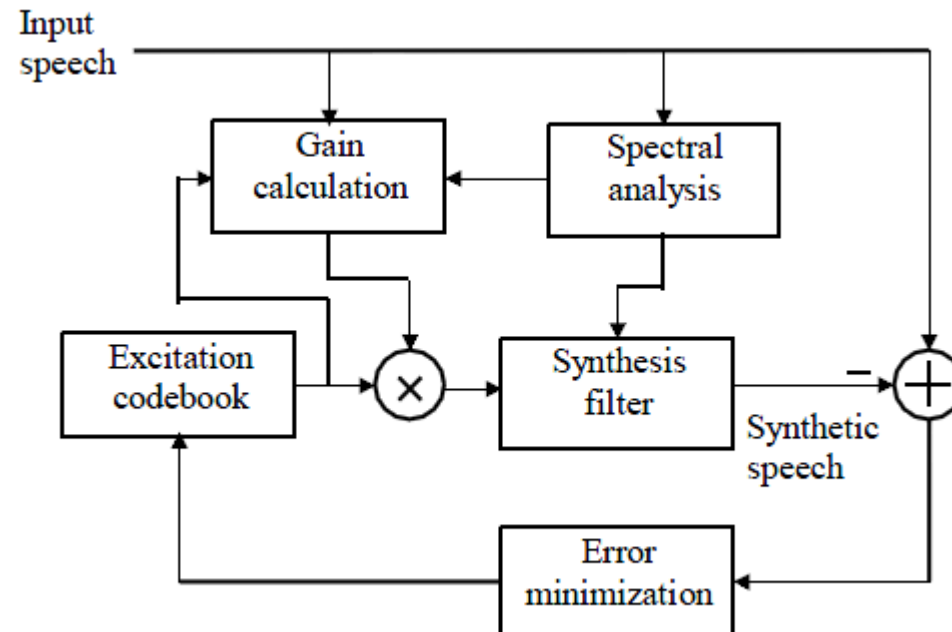 Input
speech
Gain
calculation
Spectral
analysis
Excitation
codebook
×
Synthesis
filter
−
+
Synthetic
speech
Error
minimization